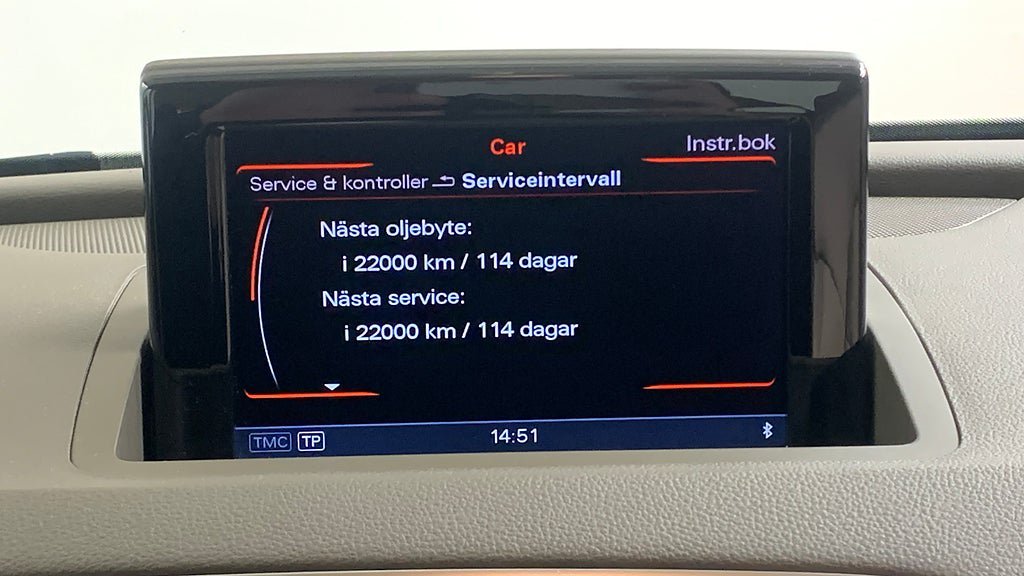 Car
Instr.bok
Service & kontroller Serviceintervall
Nästa oljebyte:
i 22000 km / 114 dagar
Nästa service:
i 22000 km / 114 dagar
TMC TP 14:51